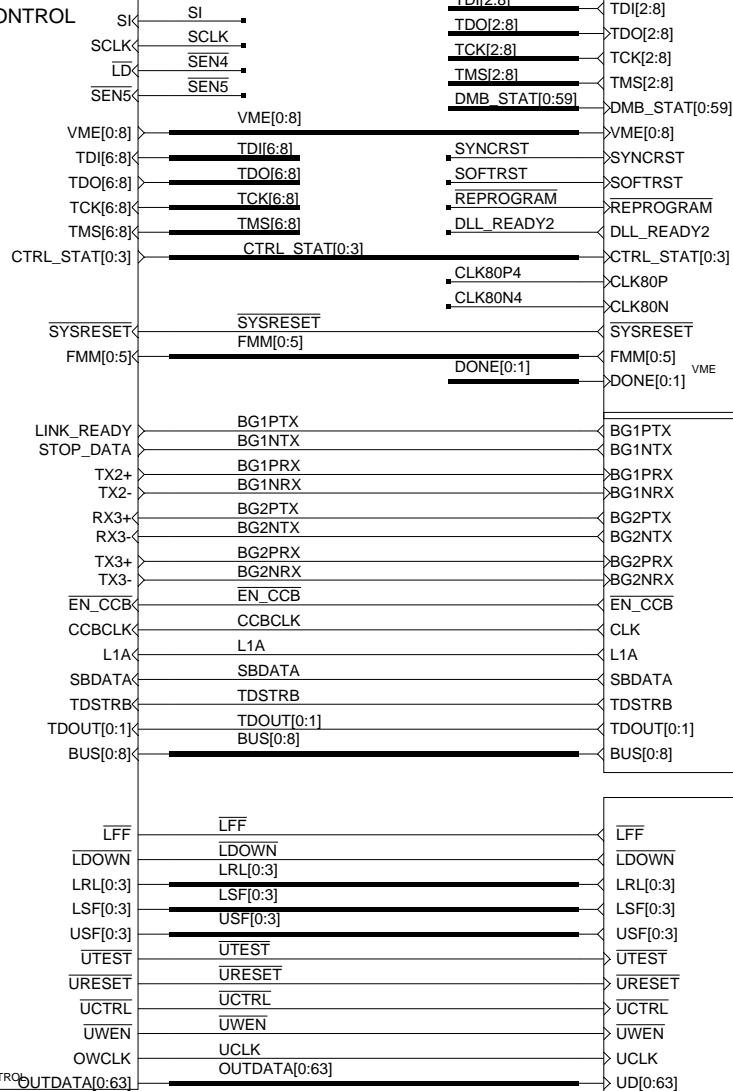 ONTROL
TDI[2:8] TDI[2:8]
SI SI
TDO[2:8] TDO[2:8]
SCLK SCLK
TCK[2:8] TCK[2:8]
LD SEN4
TMS[2:8] TMS[2:8]
SEN5 SEN5
DMB_STAT[0:59] DMB_STAT[0:59]
VME[0:8] VME[0:8] VME[0:8]
TDI[6:8] TDI[6:8] SYNCRST SYNCRST
TDO[6:8] TDO[6:8] SOFTRST SOFTRST
TCK[6:8] TCK[6:8] REPROGRAM REPROGRAM
TMS[6:8] TMS[6:8] DLL_READY2 DLL_READY2
CTRL_STAT[0:3] CTRL_STAT[0:3] CTRL_STAT[0:3]
CLK80P4 CLK80P
CLK80N4 CLK80N
SYSRESET SYSRESET SYSRESET
FMM[0:5] FMM[0:5] FMM[0:5]
DONE[0:1] DONE[0:1] VME
LINK_READY BG1PTX BG1PTX
STOP_DATA BG1NTX BG1NTX
TX2+ BG1PRX BG1PRX
TX2- BG1NRX BG1NRX
RX3+ BG2PTX BG2PTX
RX3- BG2NTX BG2NTX
TX3+ BG2PRX BG2PRX
TX3- BG2NRX BG2NRX
EN_CCB EN_CCB EN_CCB
CCBCLK CCBCLK CLK
L1A L1A L1A
SBDATA SBDATA SBDATA
TDSTRB TDSTRB TDSTRB
TDOUT[0:1] TDOUT[0:1] TDOUT[0:1]
BUS[0:8] BUS[0:8] BUS[0:8]
LFF LFF LFF
LDOWN LDOWN LDOWN
LRL[0:3] LRL[0:3] LRL[0:3]
LSF[0:3] LSF[0:3] LSF[0:3]
USF[0:3] USF[0:3] USF[0:3]
UTEST UTEST UTEST
URESET URESET URESET
UCTRL UCTRL UCTRL
UWEN UWEN UWEN
OWCLK UCLK UCLK
TROL OUTDATA[0:63] OUTDATA[0:63] UD[0:63]